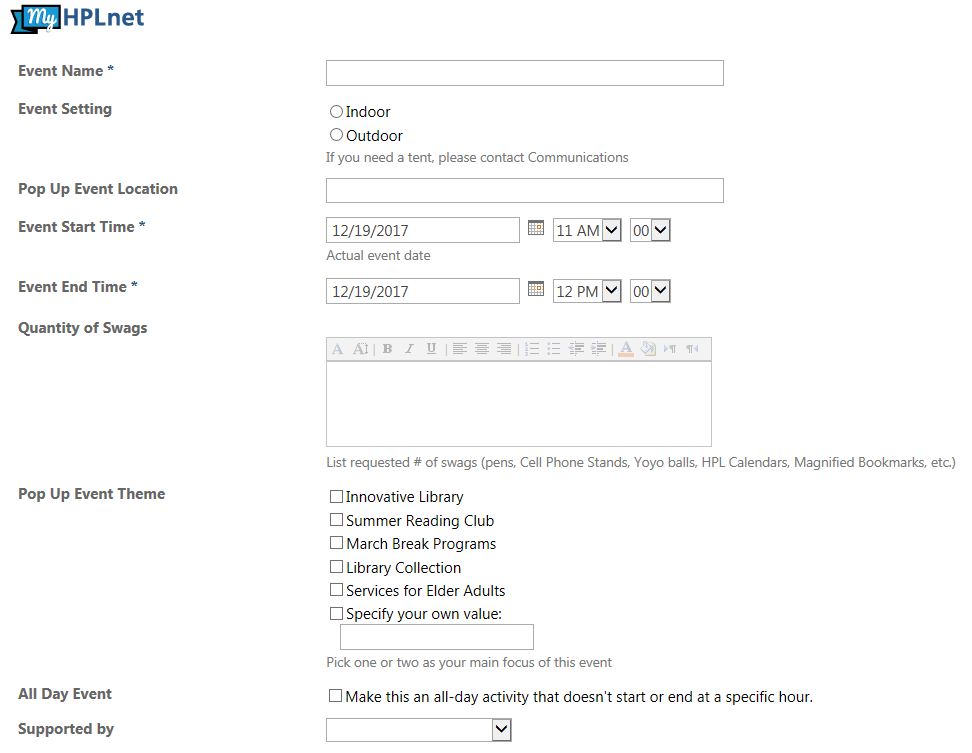 My HPLnet
Event Name *
Event Setting
Indoor
Outdoor
If you need a tent, please contact Communications
Pop Up Event Location
Event Start Time *
12/19/2017 11 AM 00
Actual event date
Event End Time *
12/19/2017 12 PM 00
Quantity of Swags
A A B I U A
List requested # of swags (pens, Cell Phone Stands, Yoyo balls, HPL Calendars, Magnified Bookmarks, etc.)
Pop Up Event Theme
Innovative Library
Summer Reading Club
March Break Programs
Library Collection
Services for Elder Adults
Specify your own value:
Pick one or two as your main focus of this event
All Day Event
Make this an all-day activity that doesn't start or end at a specific hour.
Supported by